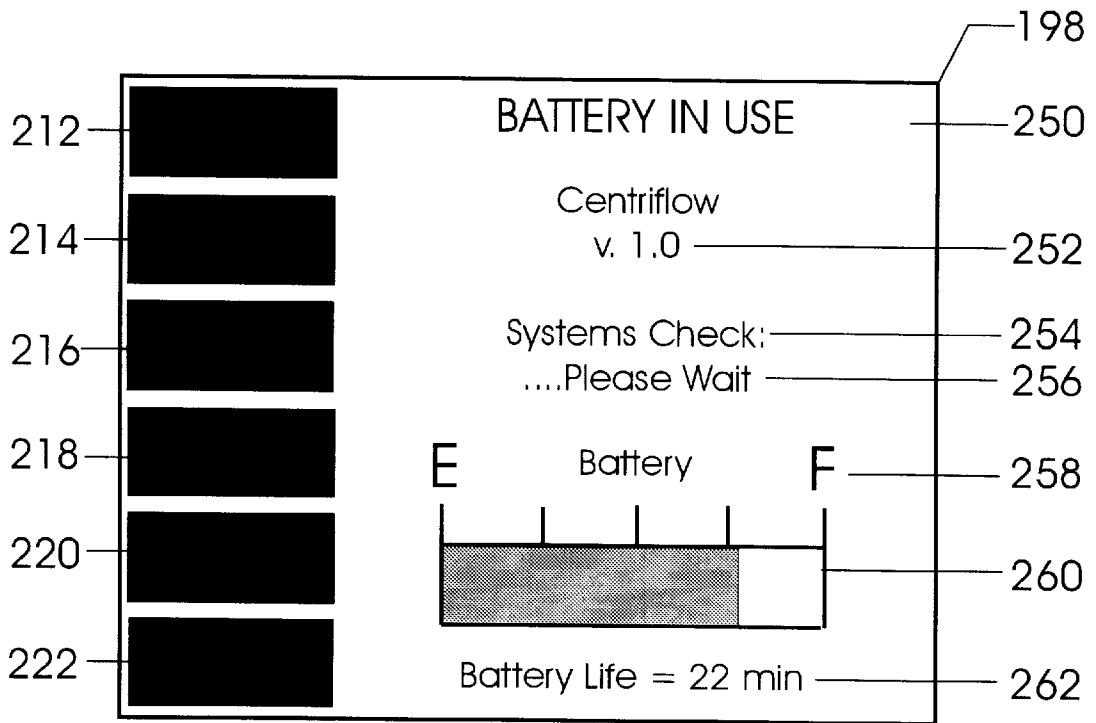 198
212 BATTERY IN USE 250
Centriflow
214 v. 1.0 252
216 Systems Check: 254
....Please Wait 256
218 E Battery F 258
220 260
222 Battery Life = 22 min 262